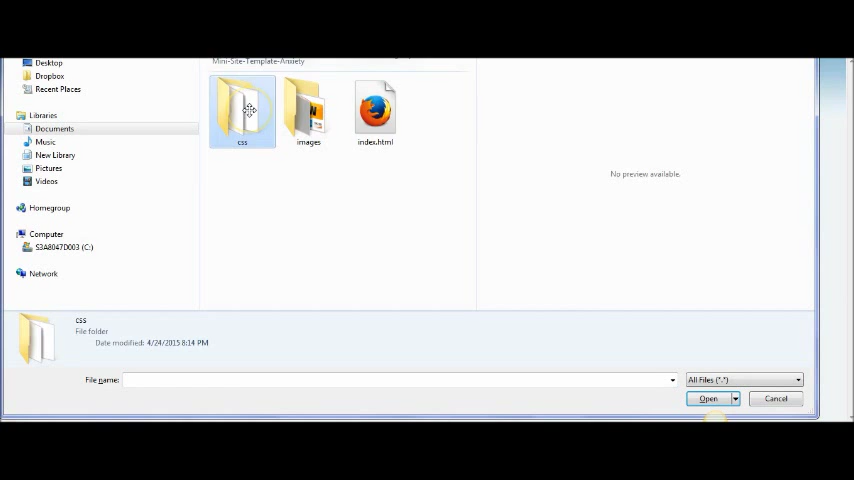 Mini-Site-Template-Anxiety
Desktop
Dropbox
Recent Places
Libraries
Documents
Music
New Library
Pictures
Videos
Homegroup
Computer
S3A8047D003 (C:)
Network
css
images
index.html
No preview available.
css
File folder
Date modified: 4/24/2015 8:14 PM
File name:
All Files (*.*)
Open
Cancel